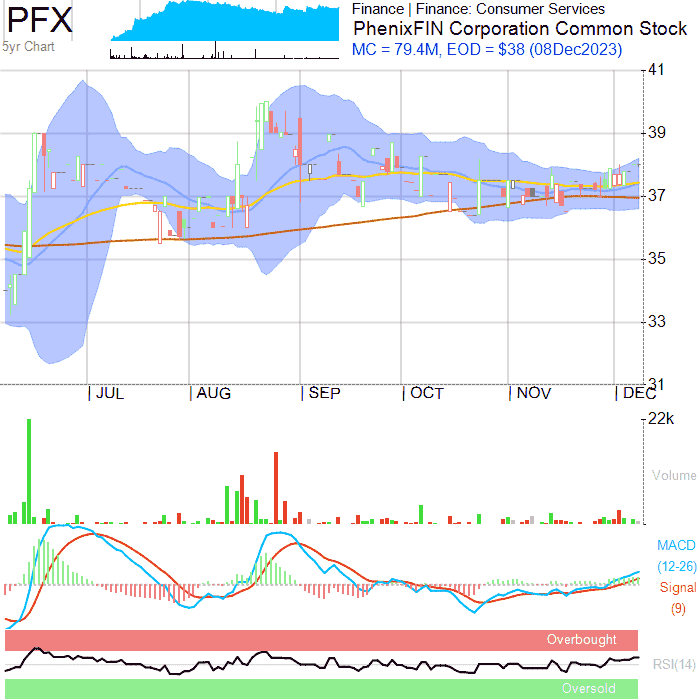 PFX
5yr Chart
Finance | Finance: Consumer Services
PhenixFIN Corporation Common Stock
MC = 79.4M, EOD = $38 (08Dec2023)
41
39
37
35
33
31
JUL AUG SEP OCT NOV DEC
22k
Volume
MACD
(12-26)
Signal
(9)
Overbought
RSI(14)
Oversold